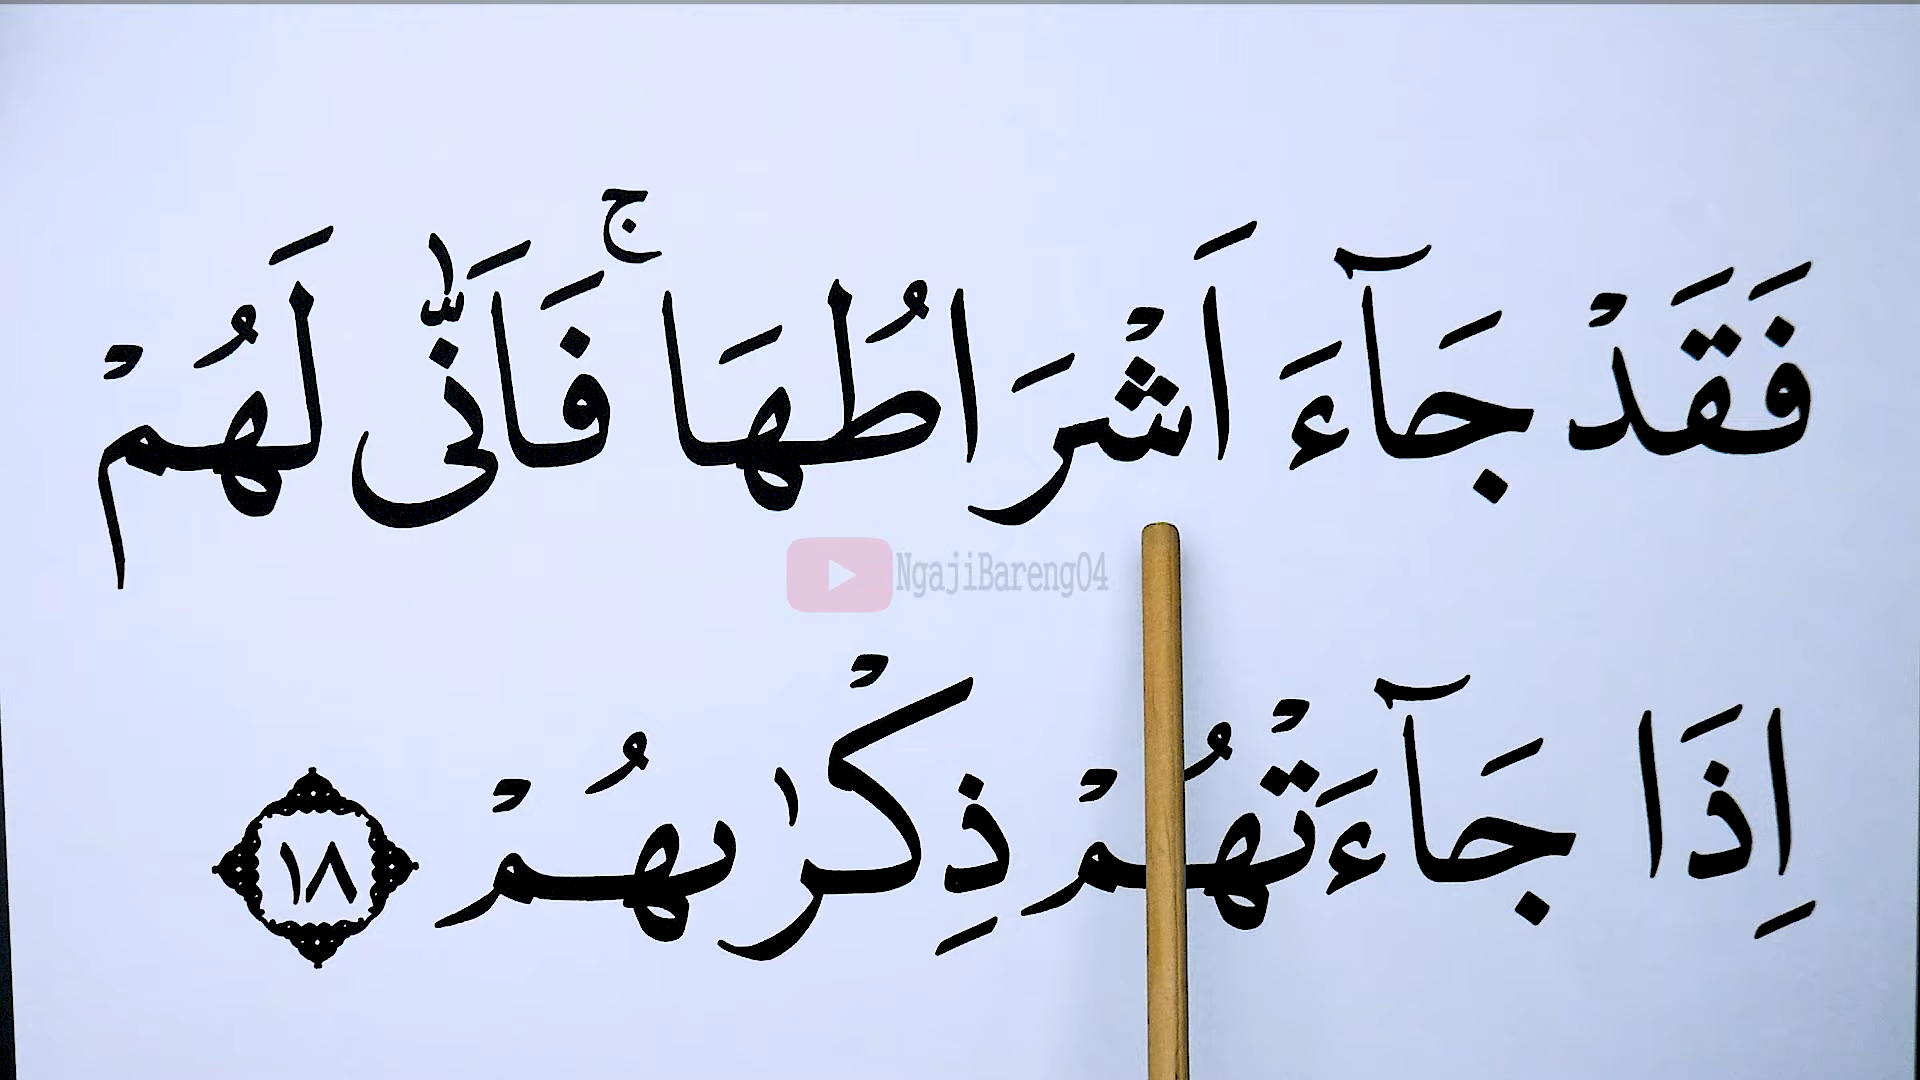 فَقَدْ جَآءَ اَشْرَاطُهَاۚ فَاَنّٰى لَهُمْ
NgajiBareng04
اِذَا جَآءَتْهُمْ ذِكْرٰىهُمْ ١٨